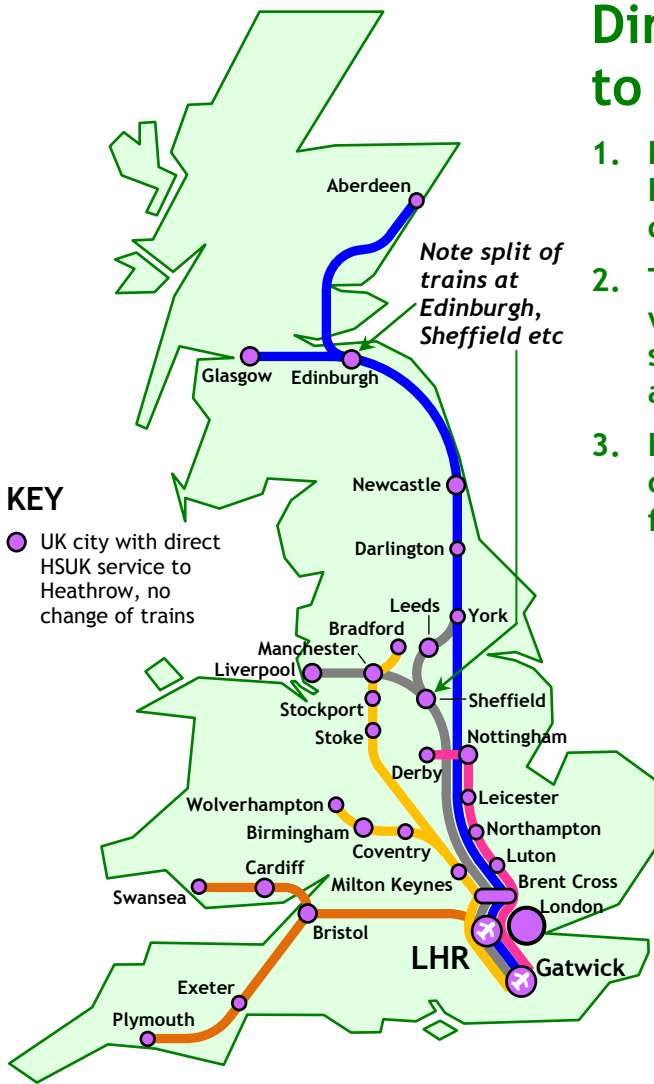 Dir
to
1.
2.
3.
Aberdeen
Note split of
trains at
Edinburgh,
Sheffield etc
Glasgow
Edinburgh
KEY
UK city with direct
HSUK service to
Heathrow, no
change of trains
Newcastle
Darlington
Leeds
York
Bradford
Manchester
Liverpool
Sheffield
Stockport
Stoke
Nottingham
Derby
Leicester
Wolverhampton
Birmingham
Northampton
Coventry
Luton
Milton Keynes
Brent Cross
London
Cardiff
Swansea
Bristol
LHR
Gatwick
Exeter
Plymouth